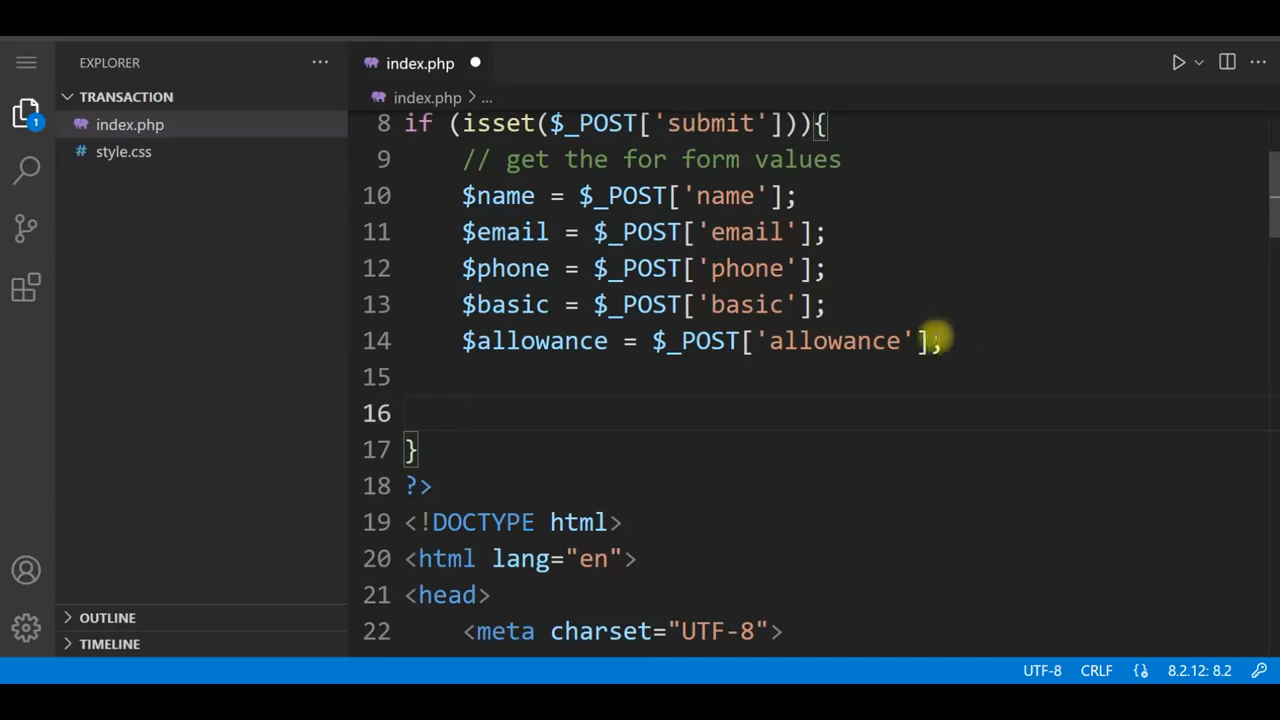 EXPLORER
index.php
TRANSACTION
index.php > ...
index.php
style.css
1
8 if (isset($_POST['submit'])){
9 // get the for form values
10 $name = $_POST['name'];
11 $email = $_POST['email'];
12 $phone = $_POST['phone'];
13 $basic = $_POST['basic'];
14 $allowance = $_POST['allowance'];
15
16
17 }
18 ?>
19 <!DOCTYPE html>
20 <html lang="en">
21 <head>
22 <meta charset="UTF-8">
OUTLINE
TIMELINE
UTF-8 CRLF {} 8.2.12: 8.2